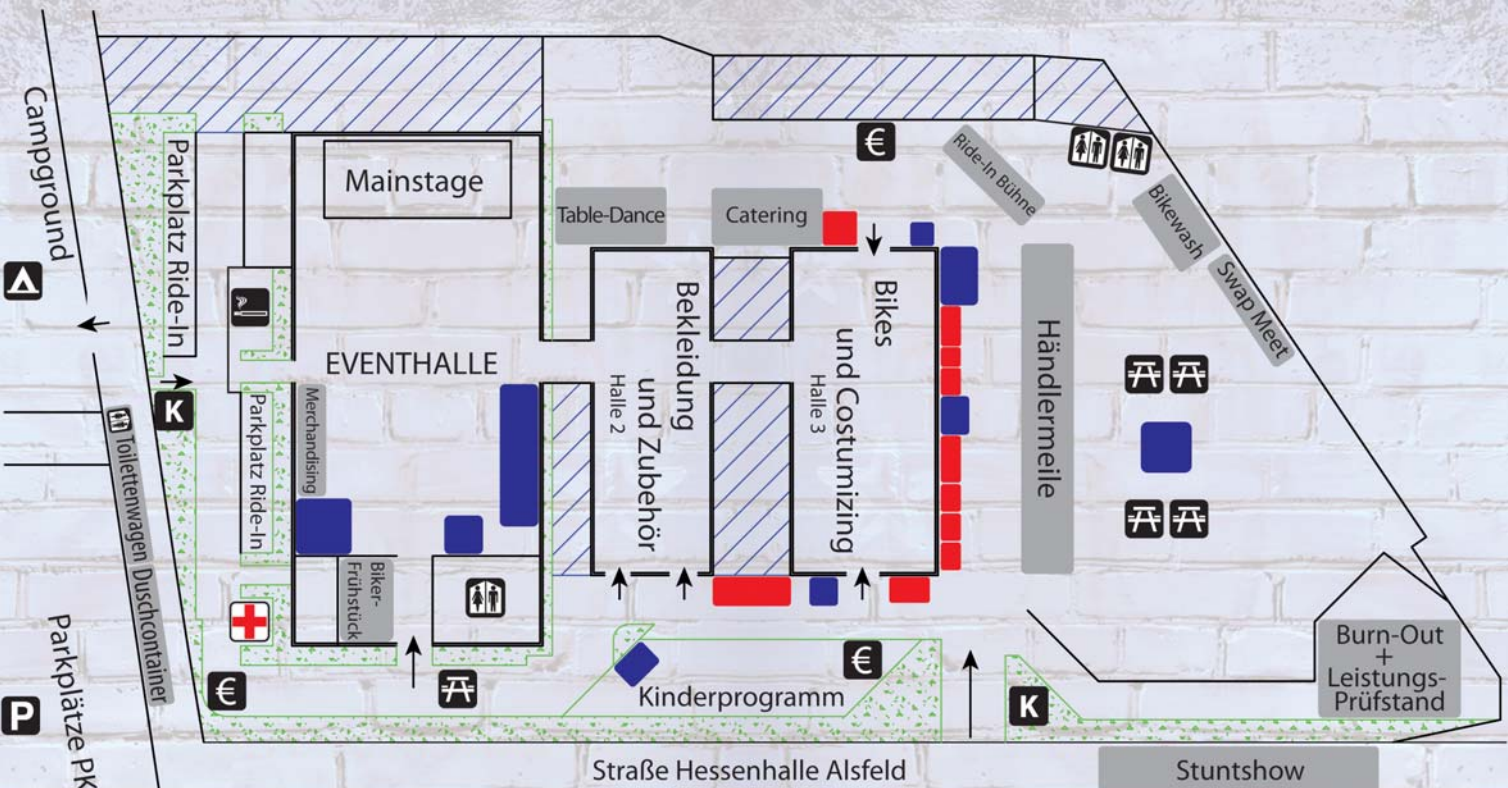 Campground
Parkplatz Ride-In
Mainstage
Table-Dance
Catering
€
Ride-In Bühne
Bikewash
Swap Meet
EVENTHALLE
Bekleidung
und Zubehör
Halle 2
Bikes
und Costumizing
Halle 3
Händlermeile
K
Parkplatz Ride-In
Merchandising
Toilettenwagen Duschcontainer
Biker-
Frühstück
€
€
Kinderprogramm
K
Burn-Out
+
Leistungs-
Prüfstand
P
Parkplätze PK
Straße Hessenhalle Alsfeld
Stuntshow